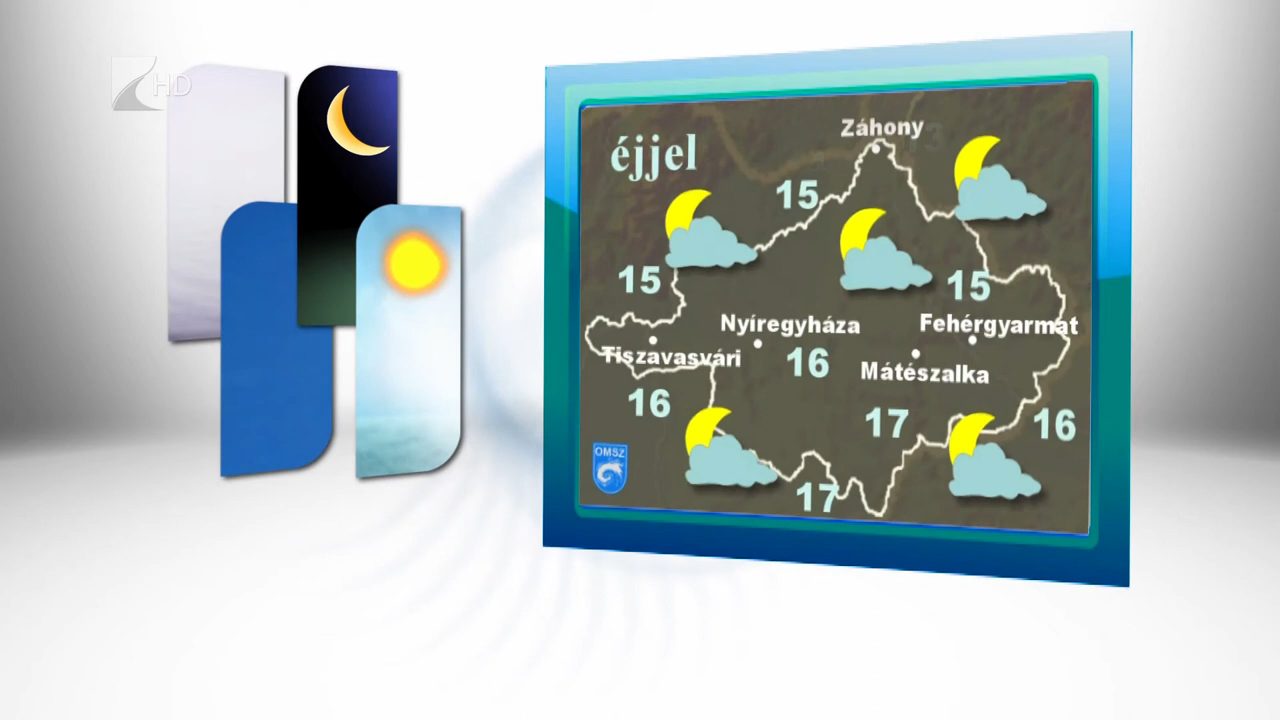 HD
éjjel
Záhony
15
15
15
Nyíregyháza
Fehérgyarmat
Tiszavasvári
16
Mátészalka
16
17
16
OMSZ
17